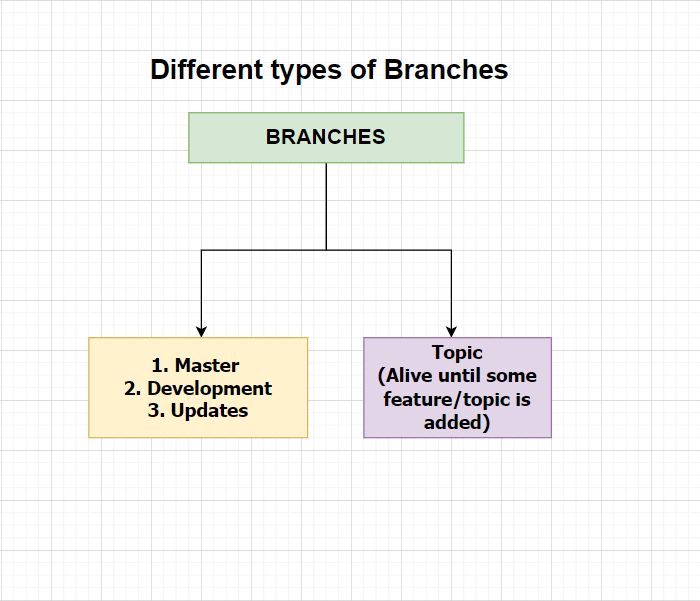 Different types of Branches
BRANCHES
1. Master
2. Development
3. Updates
Topic
(Alive until some
feature/topic is
added)